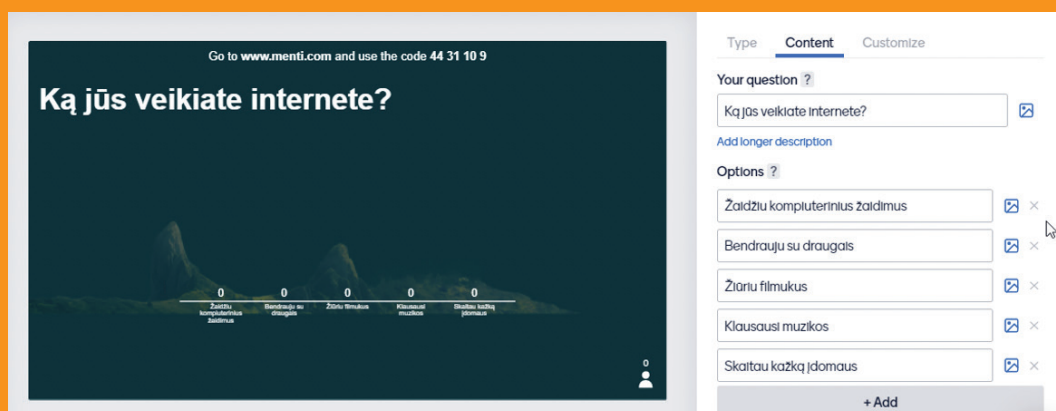 Go to www.menti.com and use the code 44 31 10 9
Ką jūs veikiate internete?
0 0 0 0 0
Žaidžiu kompiuterinius žaidimus
Bendrauju su draugais
Žiūriu filmukus
Klausausi muzikos
Skaitau kažką įdomaus
0
Type Content Customize
Your question ?
Ką jūs veikiate internete?
Add longer description
Options ?
Žaidžiu kompiuterinius žaidimus
Bendrauju su draugais
Žiūriu filmukus
Klausausi muzikos
Skaitau kažką įdomaus
+ Add